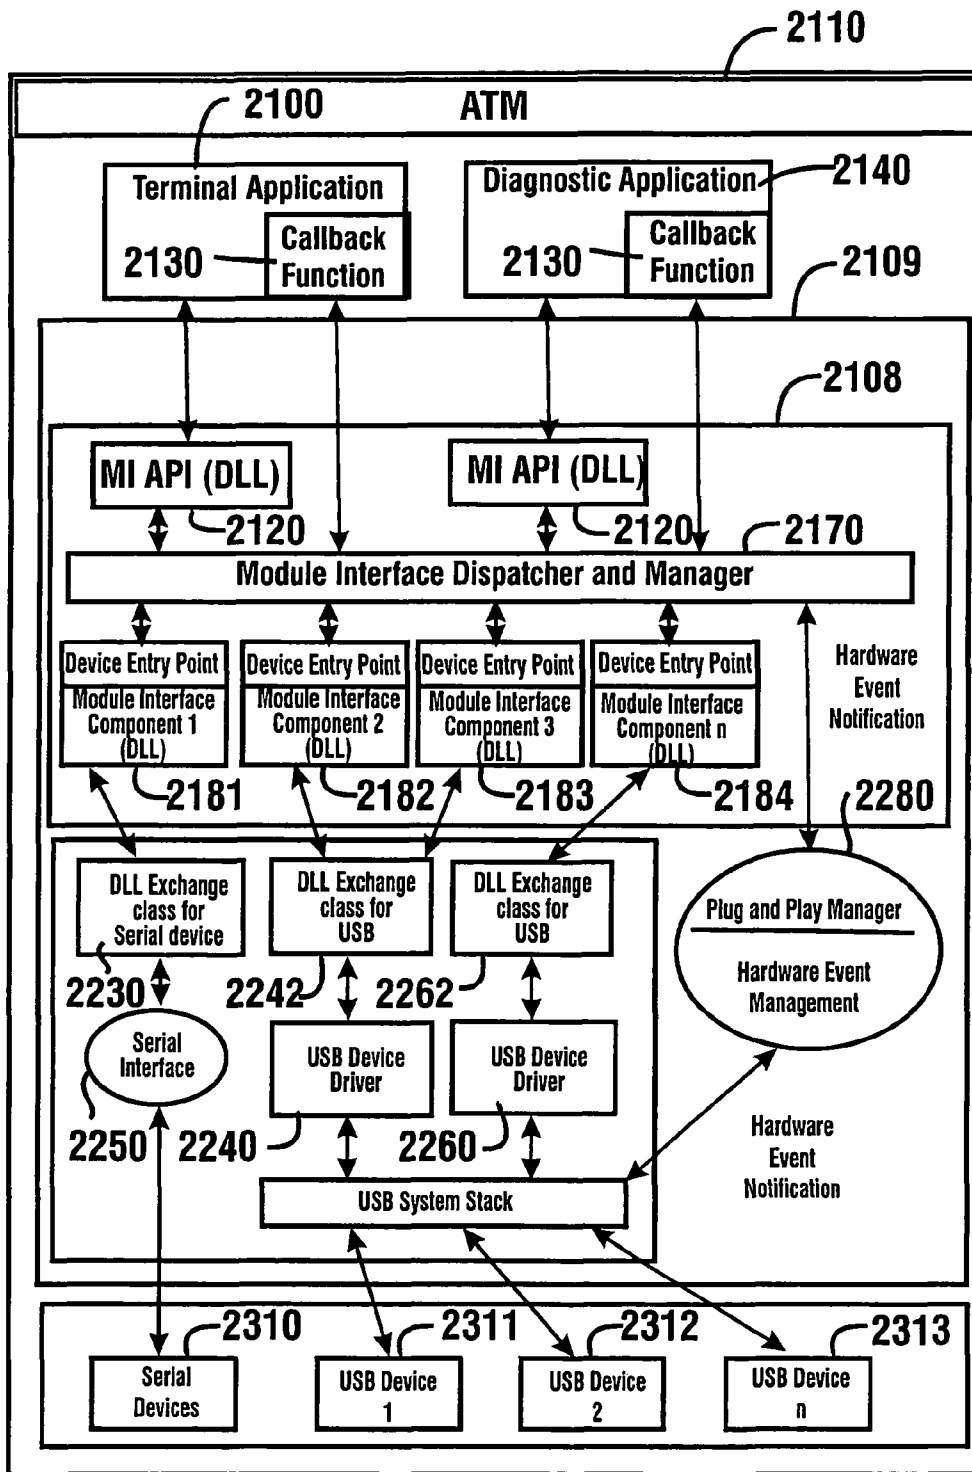 2110
ATM
2100
Terminal Application
Callback
Function
2130
Diagnostic Application
2140
Callback
Function
2130
2109
2108
MI API (DLL)
2120
MI API (DLL)
2120
2170
Module Interface Dispatcher and Manager
Device Entry Point
Module Interface
Component 1
(DLL)
2181
Device Entry Point
Module Interface
Component 2
(DLL)
2182
Device Entry Point
Module Interface
Component 3
(DLL)
2183
Device Entry Point
Module Interface
Component n
(DLL)
2184
Hardware
Event
Notification
2280
DLL Exchange
class for
Serial device
2230
DLL Exchange
class for
USB
2242
DLL Exchange
class for
USB
2262
Plug and Play Manager
Hardware Event
Management
Serial
Interface
2250
USB Device
Driver
2240
USB Device
Driver
2260
Hardware
Event
Notification
USB System Stack
2310
Serial
Devices
2311
USB Device
1
2312
USB Device
2
2313
USB Device
n